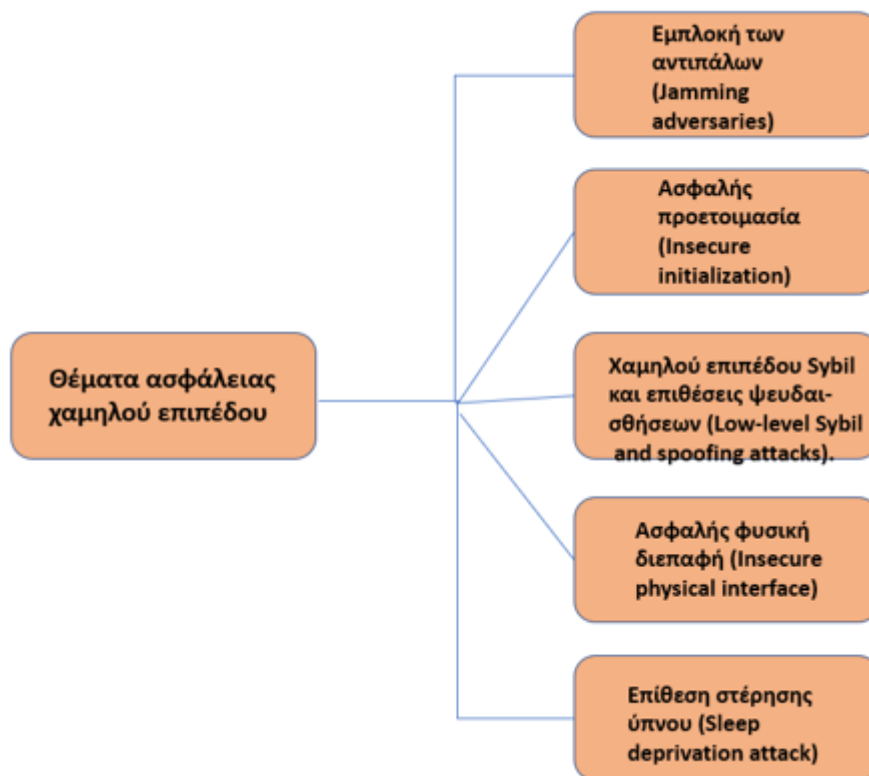 Εμπλοκή των
αντιπάλων
(Jamming
adversaries)
Ασφαλής
προετοιμασία
(Insecure
initialization)
Θέματα ασφάλειας
χαμηλού επιπέδου
Χαμηλού επιπέδου Sybil
και επιθέσεις ψευδαι-
σθήσεων (Low-level Sybil
and spoofing attacks).
Ασφαλής φυσική
διεπαφή (Insecure
physical interface)
Επίθεση στέρησης
ύπνου (Sleep
deprivation attack)